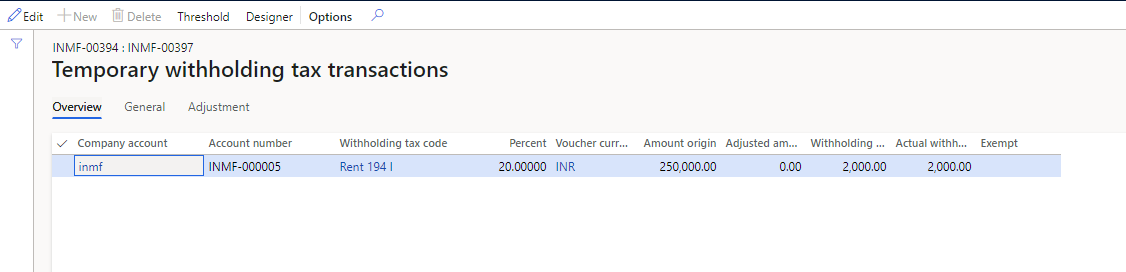 Edit New Delete Threshold Designer Options
INMF-00394 : INMF-00397
Temporary withholding tax transactions
Overview General Adjustment
Company account Account number Withholding tax code Percent Voucher curr... Amount origin Adjusted am... Withholding ... Actual withh... Exempt
inmf INMF-000005 Rent 194 I 20.00000 INR 250,000.00 0.00 2,000.00 2,000.00